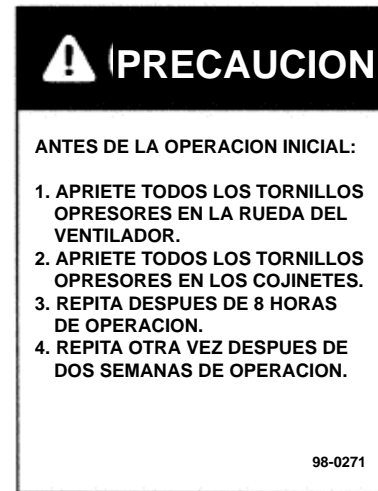 PRECAUCION
ANTES DE LA OPERACION INICIAL:
1. APRIETE TODOS LOS TORNILLOS
OPRESORES EN LA RUEDA DEL
VENTILADOR.
2. APRIETE TODOS LOS TORNILLOS
OPRESORES EN LOS COJINETES.
3. REPITA DESPUES DE 8 HORAS
DE OPERACION.
4. REPITA OTRA VEZ DESPUES DE
DOS SEMANAS DE OPERACION.
98-0271